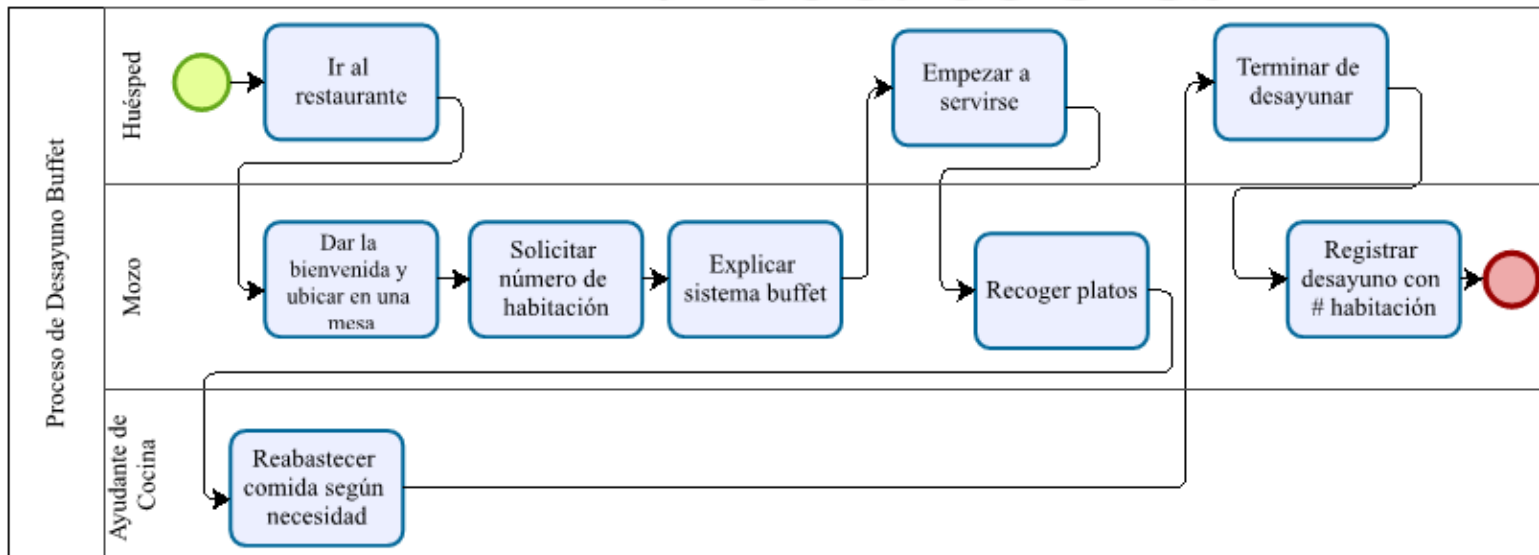 Proceso de Desayuno Buffet
Huésped
Ir al
restaurante
Empezar a
servirse
Terminar de
desayunar
Mozo
Dar la
bienvenida y
ubicar en una
mesa
Solicitar
número de
habitación
Explicar
sistema buffet
Recoger platos
Registrar
desayuno con
# habitación
Ayudante de
Cocina
Reabastecer
comida según
necesidad